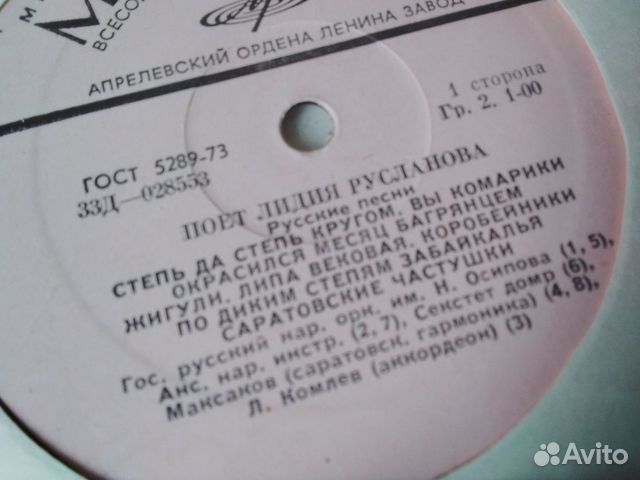 ВСЕСО
АПРЕЛЕВСКИЙ ОРДЕНА ЛЕНИНА ЗАВОД
1 сторона
Гр. 2. 1-00
ГОСТ 5289-73
33Д—028553
ПОЕТ ЛИДИЯ РУСЛАНОВА
Русские песни
СТЕПЬ ДА СТЕПЬ КРУГОМ. ВЫ КОМАРИКИ
ОКРАСИЛСЯ МЕСЯЦ БАГРЯНЦЕМ
ЖИГУЛИ. ЛИПА ВЕКОВАЯ. КОРОБЕЙНИКИ
ПО ДИКИМ СТЕПЯМ ЗАБАЙКАЛЬЯ
САРАТОВСКИЕ ЧАСТУШКИ
Гос. русский нар. орк. им. Н. Осипова (1, 5),
Анс. нар. инстр. (2, 7), Секстет домр (6),
Максаков (саратовск. гармоника) (4, 8),
Л. Комлев (аккордеон) (3)
Avito